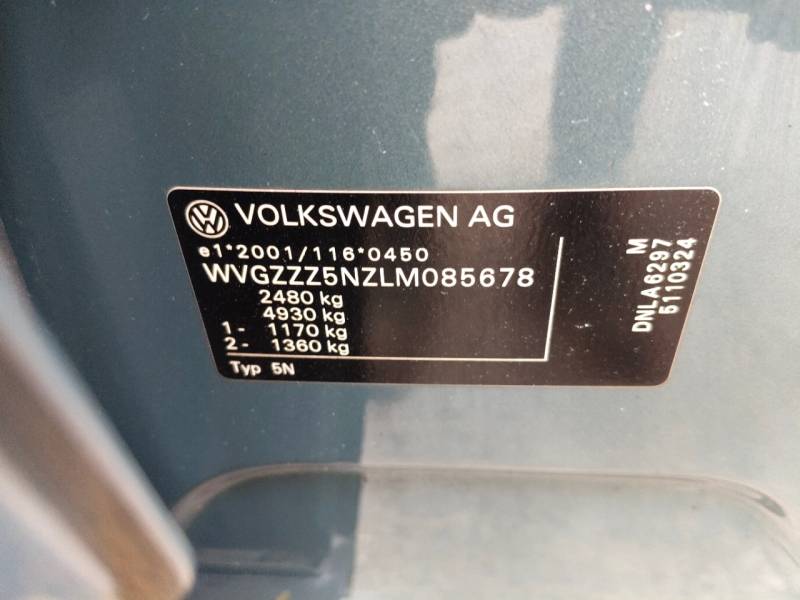 VOLKSWAGEN AG
e1*2001/116*0450
WVGZZZ5NZLM085678
2480 kg
4930 kg
1- 1170 kg
2- 1360 kg
Typ 5N
M
DNLA6297
5110324